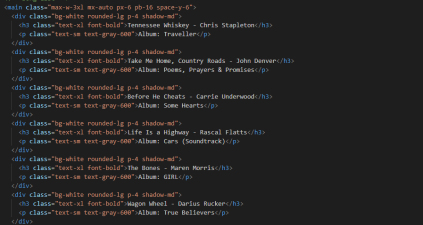 <main class="max-w-3xl mx-auto px-6 pb-16 space-y-6">
<div class="bg-white rounded-lg p-4 shadow-md">
<h3 class="text-xl font-bold">Tennessee Whiskey - Chris Stapleton</h3>
<p class="text-sm text-gray-600">Album: Traveller</p>
</div>
<div class="bg-white rounded-lg p-4 shadow-md">
<h3 class="text-xl font-bold">Take Me Home, Country Roads - John Denver</h3>
<p class="text-sm text-gray-600">Album: Poems, Prayers & Promises</p>
</div>
<div class="bg-white rounded-lg p-4 shadow-md">
<h3 class="text-xl font-bold">Before He Cheats - Carrie Underwood</h3>
<p class="text-sm text-gray-600">Album: Some Hearts</p>
</div>
<div class="bg-white rounded-lg p-4 shadow-md">
<h3 class="text-xl font-bold">Life Is a Highway - Rascal Flatts</h3>
<p class="text-sm text-gray-600">Album: Cars (Soundtrack)</p>
</div>
<div class="bg-white rounded-lg p-4 shadow-md">
<h3 class="text-xl font-bold">The Bones - Maren Morris</h3>
<p class="text-sm text-gray-600">Album: GIRL</p>
</div>
<div class="bg-white rounded-lg p-4 shadow-md">
<h3 class="text-xl font-bold">Wagon Wheel - Darius Rucker</h3>
<p class="text-sm text-gray-600">Album: True Believers</p>
</div>